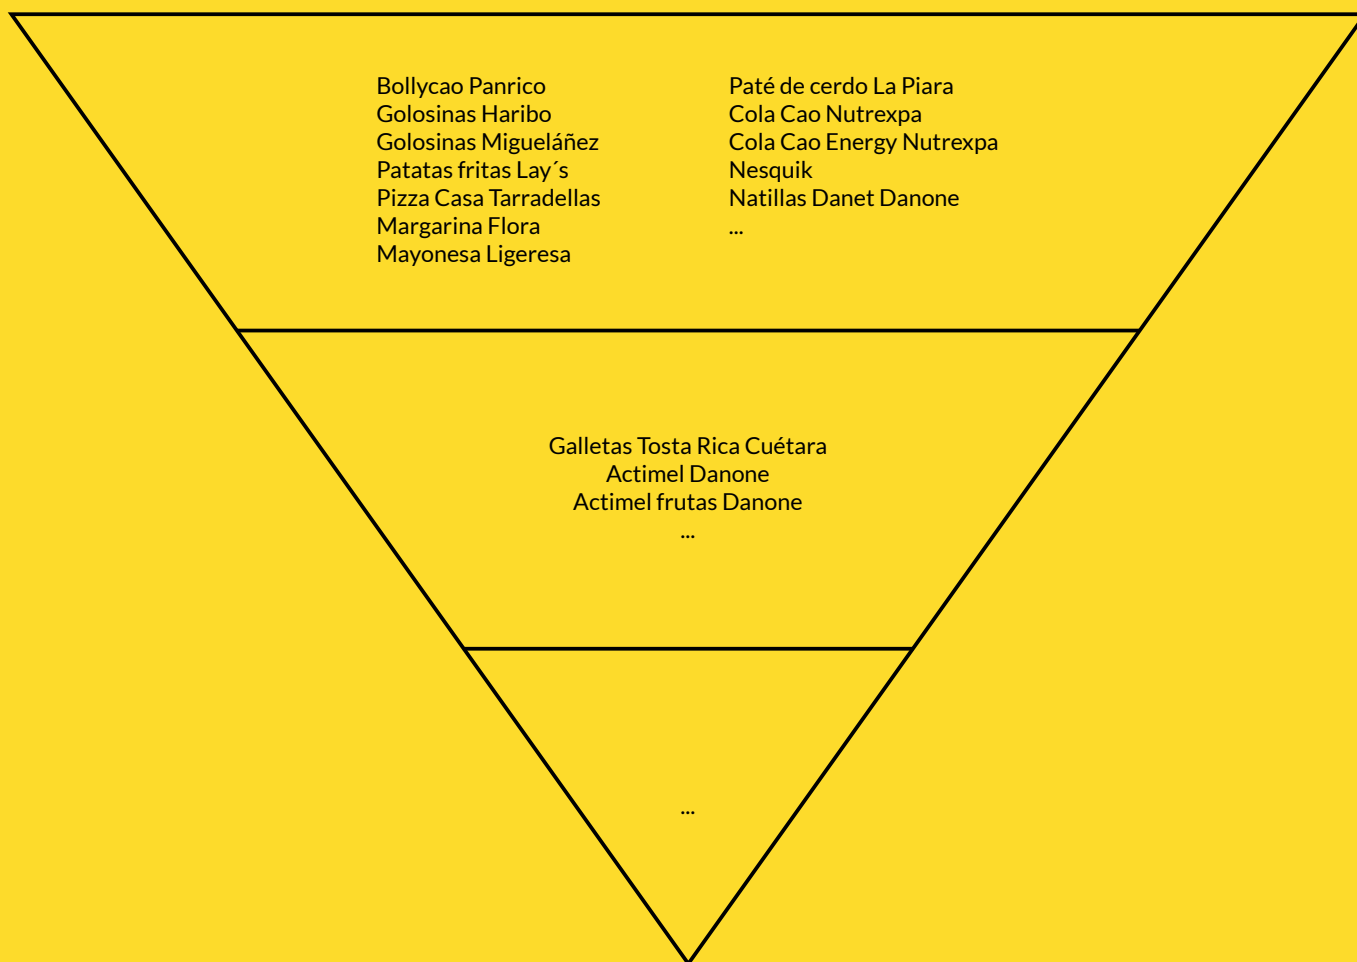 Bollycao Panrico
Golosinas Haribo
Golosinas Migueláñez
Patatas fritas Lay´s
Pizza Casa Tarradellas
Margarina Flora
Mayonesa Ligeresa
Paté de cerdo La Piara
Cola Cao Nutrexpa
Cola Cao Energy Nutrexpa
Nesquik
Natillas Danet Danone
...
Galletas Tosta Rica Cuétara
Actimel Danone
Actimel frutas Danone
...
...